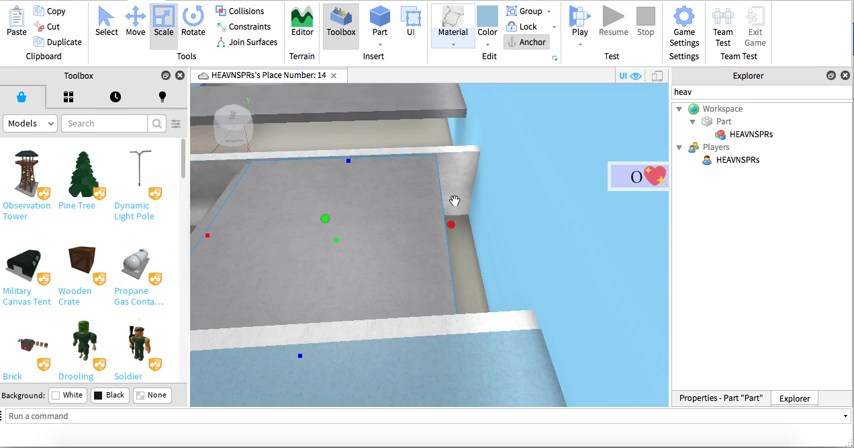 Paste
Copy
Cut
Duplicate
Clipboard
Select
Move
Scale
Rotate
Collisions
Constraints
Join Surfaces
Tools
Editor
Terrain
Toolbox
Part
UI
Insert
Material
Color
Group
Lock
Anchor
Edit
Play
Resume
Stop
Test
Game
Settings
Settings
Team
Test
Exit
Game
Team Test
Toolbox
Models
Search
Observation
Tower
Pine Tree
Dynamic
Light Pole
Military
Canvas Tent
Wooden
Crate
Propane
Gas Conta...
Brick
Drooling
Soldier
Background:
White
Black
None
HEAVNSPRs's Place Number: 14
UI
O
Explorer
heav
Workspace
Part
HEAVNSPRs
Players
HEAVNSPRs
Properties - Part "Part"
Explorer
Run a command